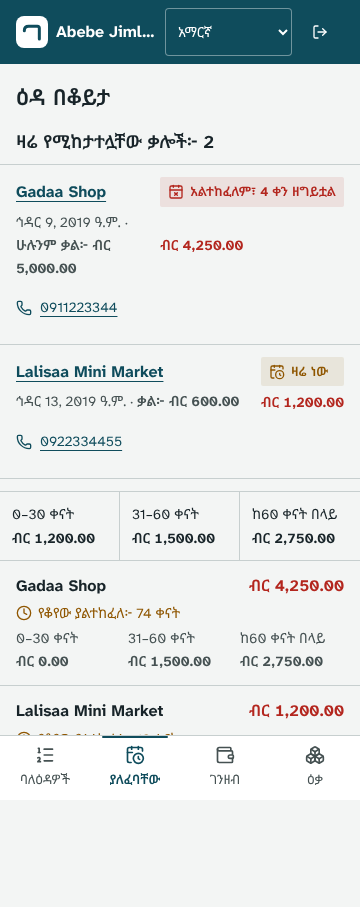 Abebe Jiml... አማርኛ
ዕዳ በቆይታ
ዛሬ የሚከታተሏቸው ቃሎች፦ 2
Gadaa Shop አልተከፈለም፣ 4 ቀን ዘግይቷል
ኅዳር 9, 2019 ዓ.ም. ·
ሁሉንም ቃል፦ ብር ብር 4,250.00
5,000.00
0911223344
Lalisaa Mini Market ዛሬ ነው
ኅዳር 13, 2019 ዓ.ም. · ቃል፦ ብር 600.00 ብር 1,200.00
0922334455
0–30 ቀናት 31–60 ቀናት ከ60 ቀናት በላይ
ብር 1,200.00 ብር 1,500.00 ብር 2,750.00
Gadaa Shop ብር 4,250.00
የቆየው ያልተከፈለ፦ 74 ቀናት
0–30 ቀናት 31–60 ቀናት ከ60 ቀናት በላይ
ብር 0.00 ብር 1,500.00 ብር 2,750.00
Lalisaa Mini Market ብር 1,200.00
ባለዕዳዎች ያለፈባቸው ገንዘብ ዕቃ